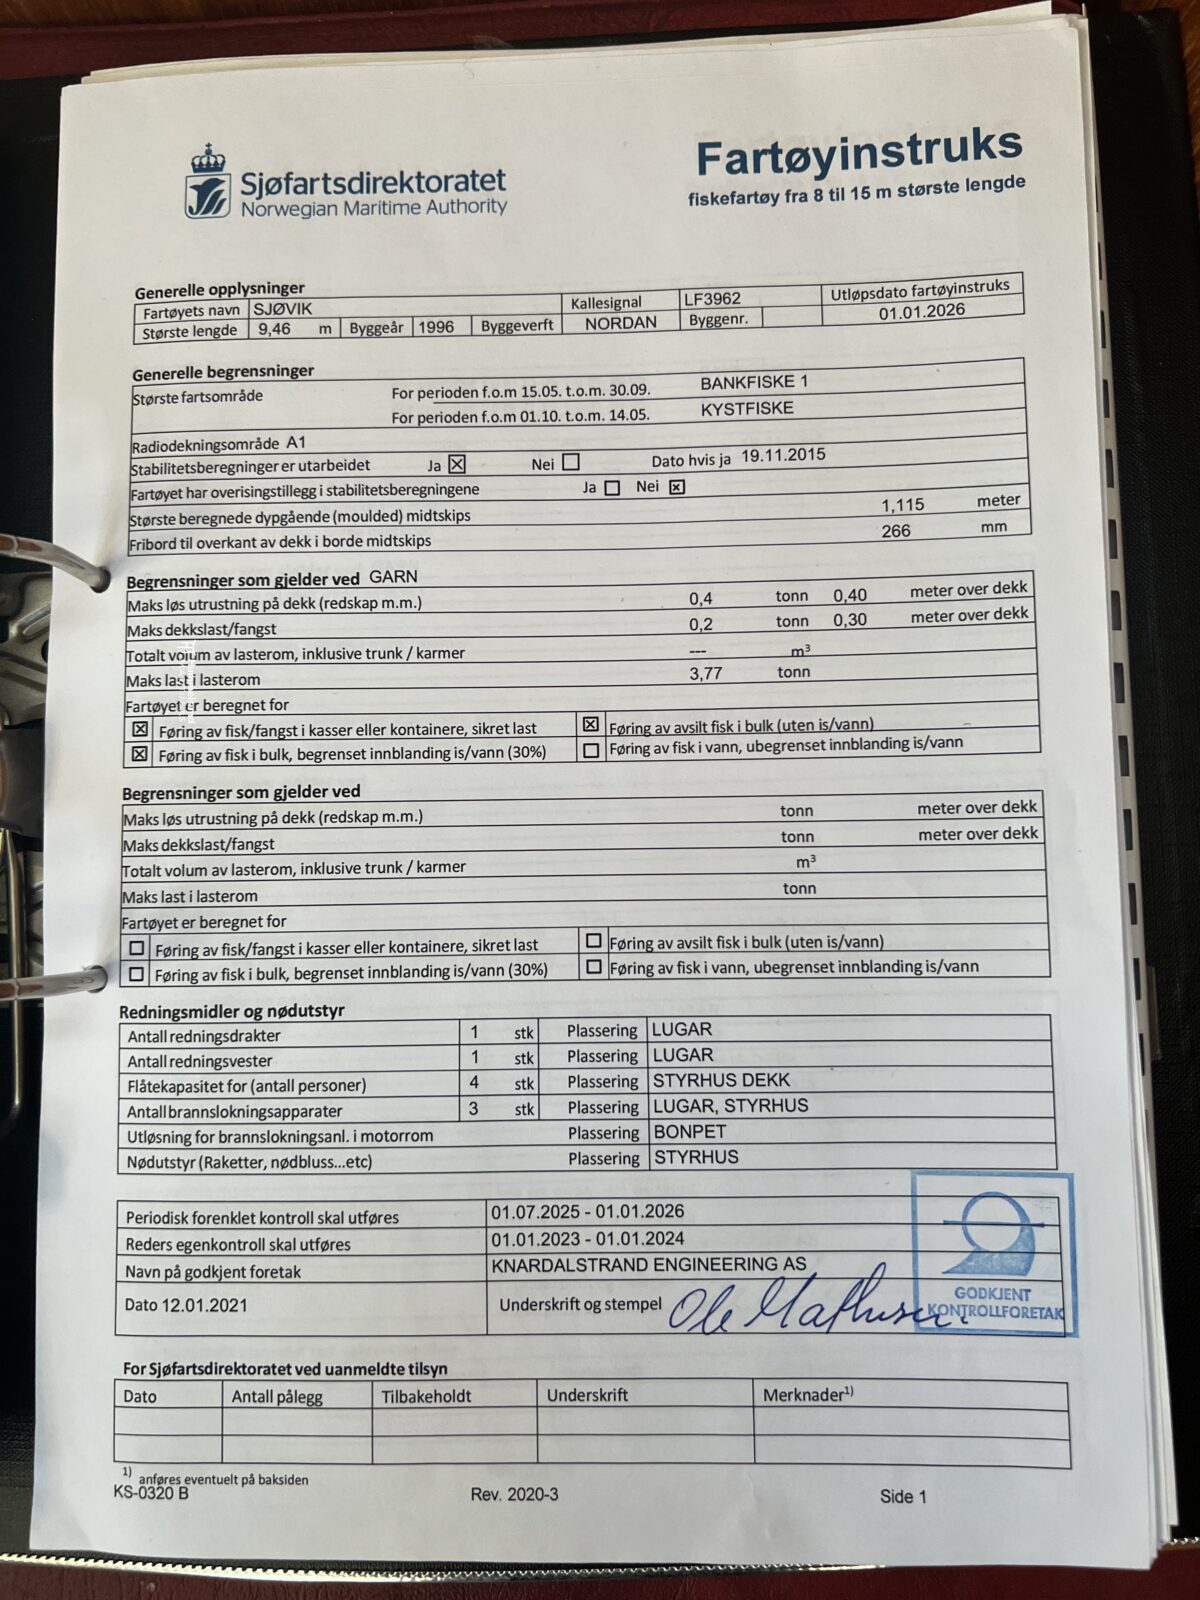 Sjøfartsdirektoratet
Norwegian Maritime Authority
Fartøyinstruks
fiskefartøy fra 8 til 15 m største lengde
Generelle opplysninger
Fartøyets navn SJØVIK Kallesignal LF3962 Utløpsdato fartøyinstruks
Største lengde 9,46 m Byggeår 1996 Byggeverft NORDAN Byggenr. 01.01.2026
Generelle begrensninger
Største fartsområde For perioden f.o.m 15.05. t.o.m. 30.09. BANKFISKE 1
For perioden f.o.m 01.10. t.o.m. 14.05. KYSTFISKE
Radiodekningsområde A1
Stabilitetsberegninger er utarbeidet Ja ☒ Nei ☐ Dato hvis ja 19.11.2015
Fartøyet har overisingstillegg i stabilitetsberegningene Ja ☐ Nei ☒
Største beregnede dypgående (moulded) midtskips 1,115 meter
Fribord til overkant av dekk i borde midtskips 266 mm
Begrensninger som gjelder ved GARN
Maks løs utrustning på dekk (redskap m.m.) 0,4 tonn 0,40 meter over dekk
Maks dekkslast/fangst 0,2 tonn 0,30 meter over dekk
Totalt volum av lasterom, inklusive trunk / karmer --- m³
Maks last i lasterom 3,77 tonn
Fartøyet er beregnet for
☒ Føring av fisk/fangst i kasser eller kontainere, sikret last ☒ Føring av avsilt fisk i bulk (uten is/vann)
☒ Føring av fisk i bulk, begrenset innblanding is/vann (30%) ☐ Føring av fisk i vann, ubegrenset innblanding is/vann
Begrensninger som gjelder ved
Maks løs utrustning på dekk (redskap m.m.) tonn meter over dekk
Maks dekkslast/fangst tonn meter over dekk
Totalt volum av lasterom, inklusive trunk / karmer m³
Maks last i lasterom tonn
Fartøyet er beregnet for
☐ Føring av fisk/fangst i kasser eller kontainere, sikret last ☐ Føring av avsilt fisk i bulk (uten is/vann)
☐ Føring av fisk i bulk, begrenset innblanding is/vann (30%) ☐ Føring av fisk i vann, ubegrenset innblanding is/vann
Redningsmidler og nødutstyr
Antall redningsdrakter 1 stk Plassering LUGAR
Antall redningsvester 1 stk Plassering LUGAR
Flåtekapasitet for (antall personer) 4 stk Plassering STYRHUS DEKK
Antall brannslokningsapparater 3 stk Plassering LUGAR, STYRHUS
Utløsning for brannslokningsanl. i motorrom Plassering BONPET
Nødutstyr (Raketter, nødbluss...etc) Plassering STYRHUS
Periodisk forenklet kontroll skal utføres 01.07.2025 - 01.01.2026
Reders egenkontroll skal utføres 01.01.2023 - 01.01.2024
Navn på godkjent foretak KNARDALSTRAND ENGINEERING AS
Dato 12.01.2021 Underskrift og stempel Ole Mathisen
GODKJENT
KONTROLLFORETAK
For Sjøfartsdirektoratet ved uanmeldte tilsyn
Dato Antall pålegg Tilbakeholdt Underskrift Merknader¹⁾
¹⁾ anføres eventuelt på baksiden
KS-0320 B Rev. 2020-3 Side 1